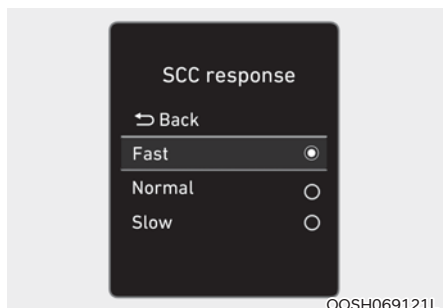 SCC response
Back
Fast
Normal
Slow
OOSH069121L